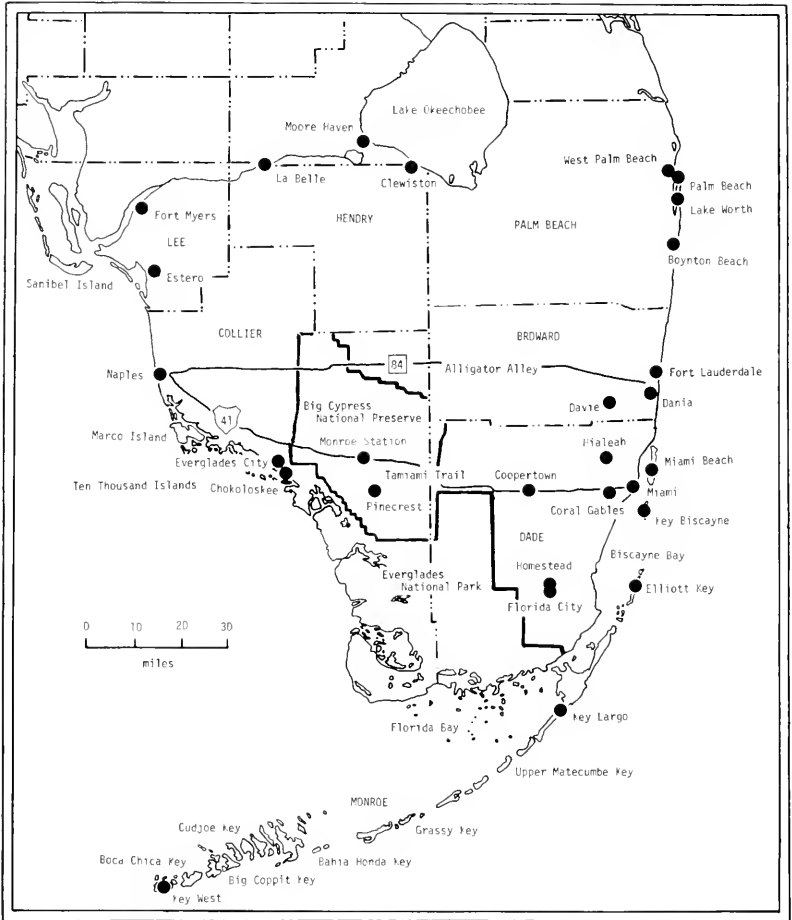 Lake Okeechobee
Moore Haven
West Palm Beach
La Belle
Clewiston
Palm Beach
Lake Worth
Fort Myers
HENDRY
PALM BEACH
LEE
Boynton Beach
Estero
Sanibel Island
COLLIER
BROWARD
84
Alligator Alley
Naples
Fort Lauderdale
Dania
Davie
Big Cypress
National Preserve
41
Marco Island
Monroe Station
Hialeah
Everglades City
Miami Beach
Tamiami Trail
Coopertown
Ten Thousand Islands
Chokoloskee
Miami
Pinecrest
Coral Gables
Key Biscayne
DADE
Biscayne Bay
Everglades
National Park
Homestead
Elliott Key
Florida City
0 10 20 30
miles
Key Largo
Florida Bay
Upper Matecumbe Key
MONROE
Cudjoe Key
Grassy Key
Boca Chica Key
Bahia Honda Key
Big Coppit Key
Key West